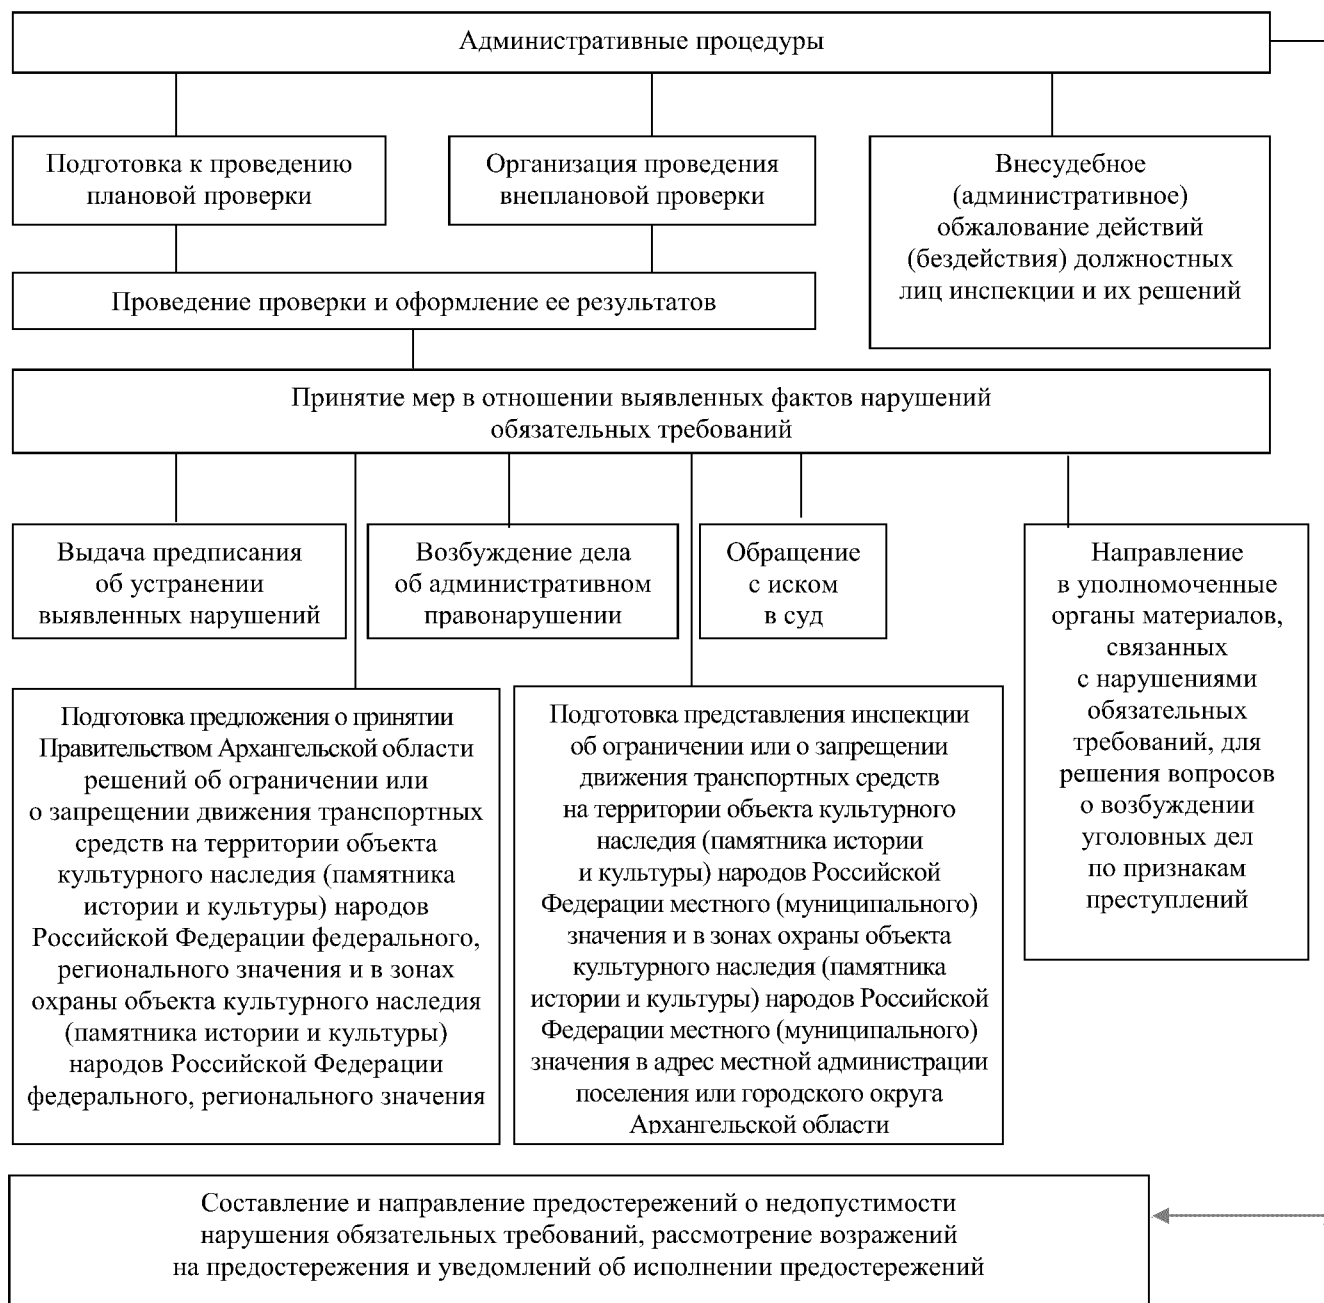 Административные процедуры
Подготовка к проведению
плановой проверки
Организация проведения
внеплановой проверки
Внесудебное
(административное)
обжалование действий
(бездействия) должностных
лиц инспекции и их решений
Проведение проверки и оформление ее результатов
Принятие мер в отношении выявленных фактов нарушений
обязательных требований
Выдача предписания
об устранении
выявленных нарушений
Возбуждение дела
об административном
правонарушении
Обращение
с иском
в суд
Направление
в уполномоченные
органы материалов,
связанных
с нарушениями
обязательных
требований, для
решения вопросов
о возбуждении
уголовных дел
по признакам
преступлений
Подготовка предложения о принятии
Правительством Архангельской области
решений об ограничении или
о запрещении движения транспортных
средств на территории объекта
культурного наследия (памятника
истории и культуры) народов
Российской Федерации федерального,
регионального значения и в зонах
охраны объекта культурного наследия
(памятника истории и культуры)
народов Российской Федерации
федерального, регионального значения
Подготовка представления инспекции
об ограничении или о запрещении
движения транспортных средств
на территории объекта культурного
наследия (памятника истории
и культуры) народов Российской
Федерации местного (муниципального)
значения и в зонах охраны объекта
культурного наследия (памятника
истории и культуры) народов Российской
Федерации местного (муниципального)
значения в адрес местной администрации
поселения или городского округа
Архангельской области
Составление и направление предостережений о недопустимости
нарушения обязательных требований, рассмотрение возражений
на предостережения и уведомлений об исполнении предостережений